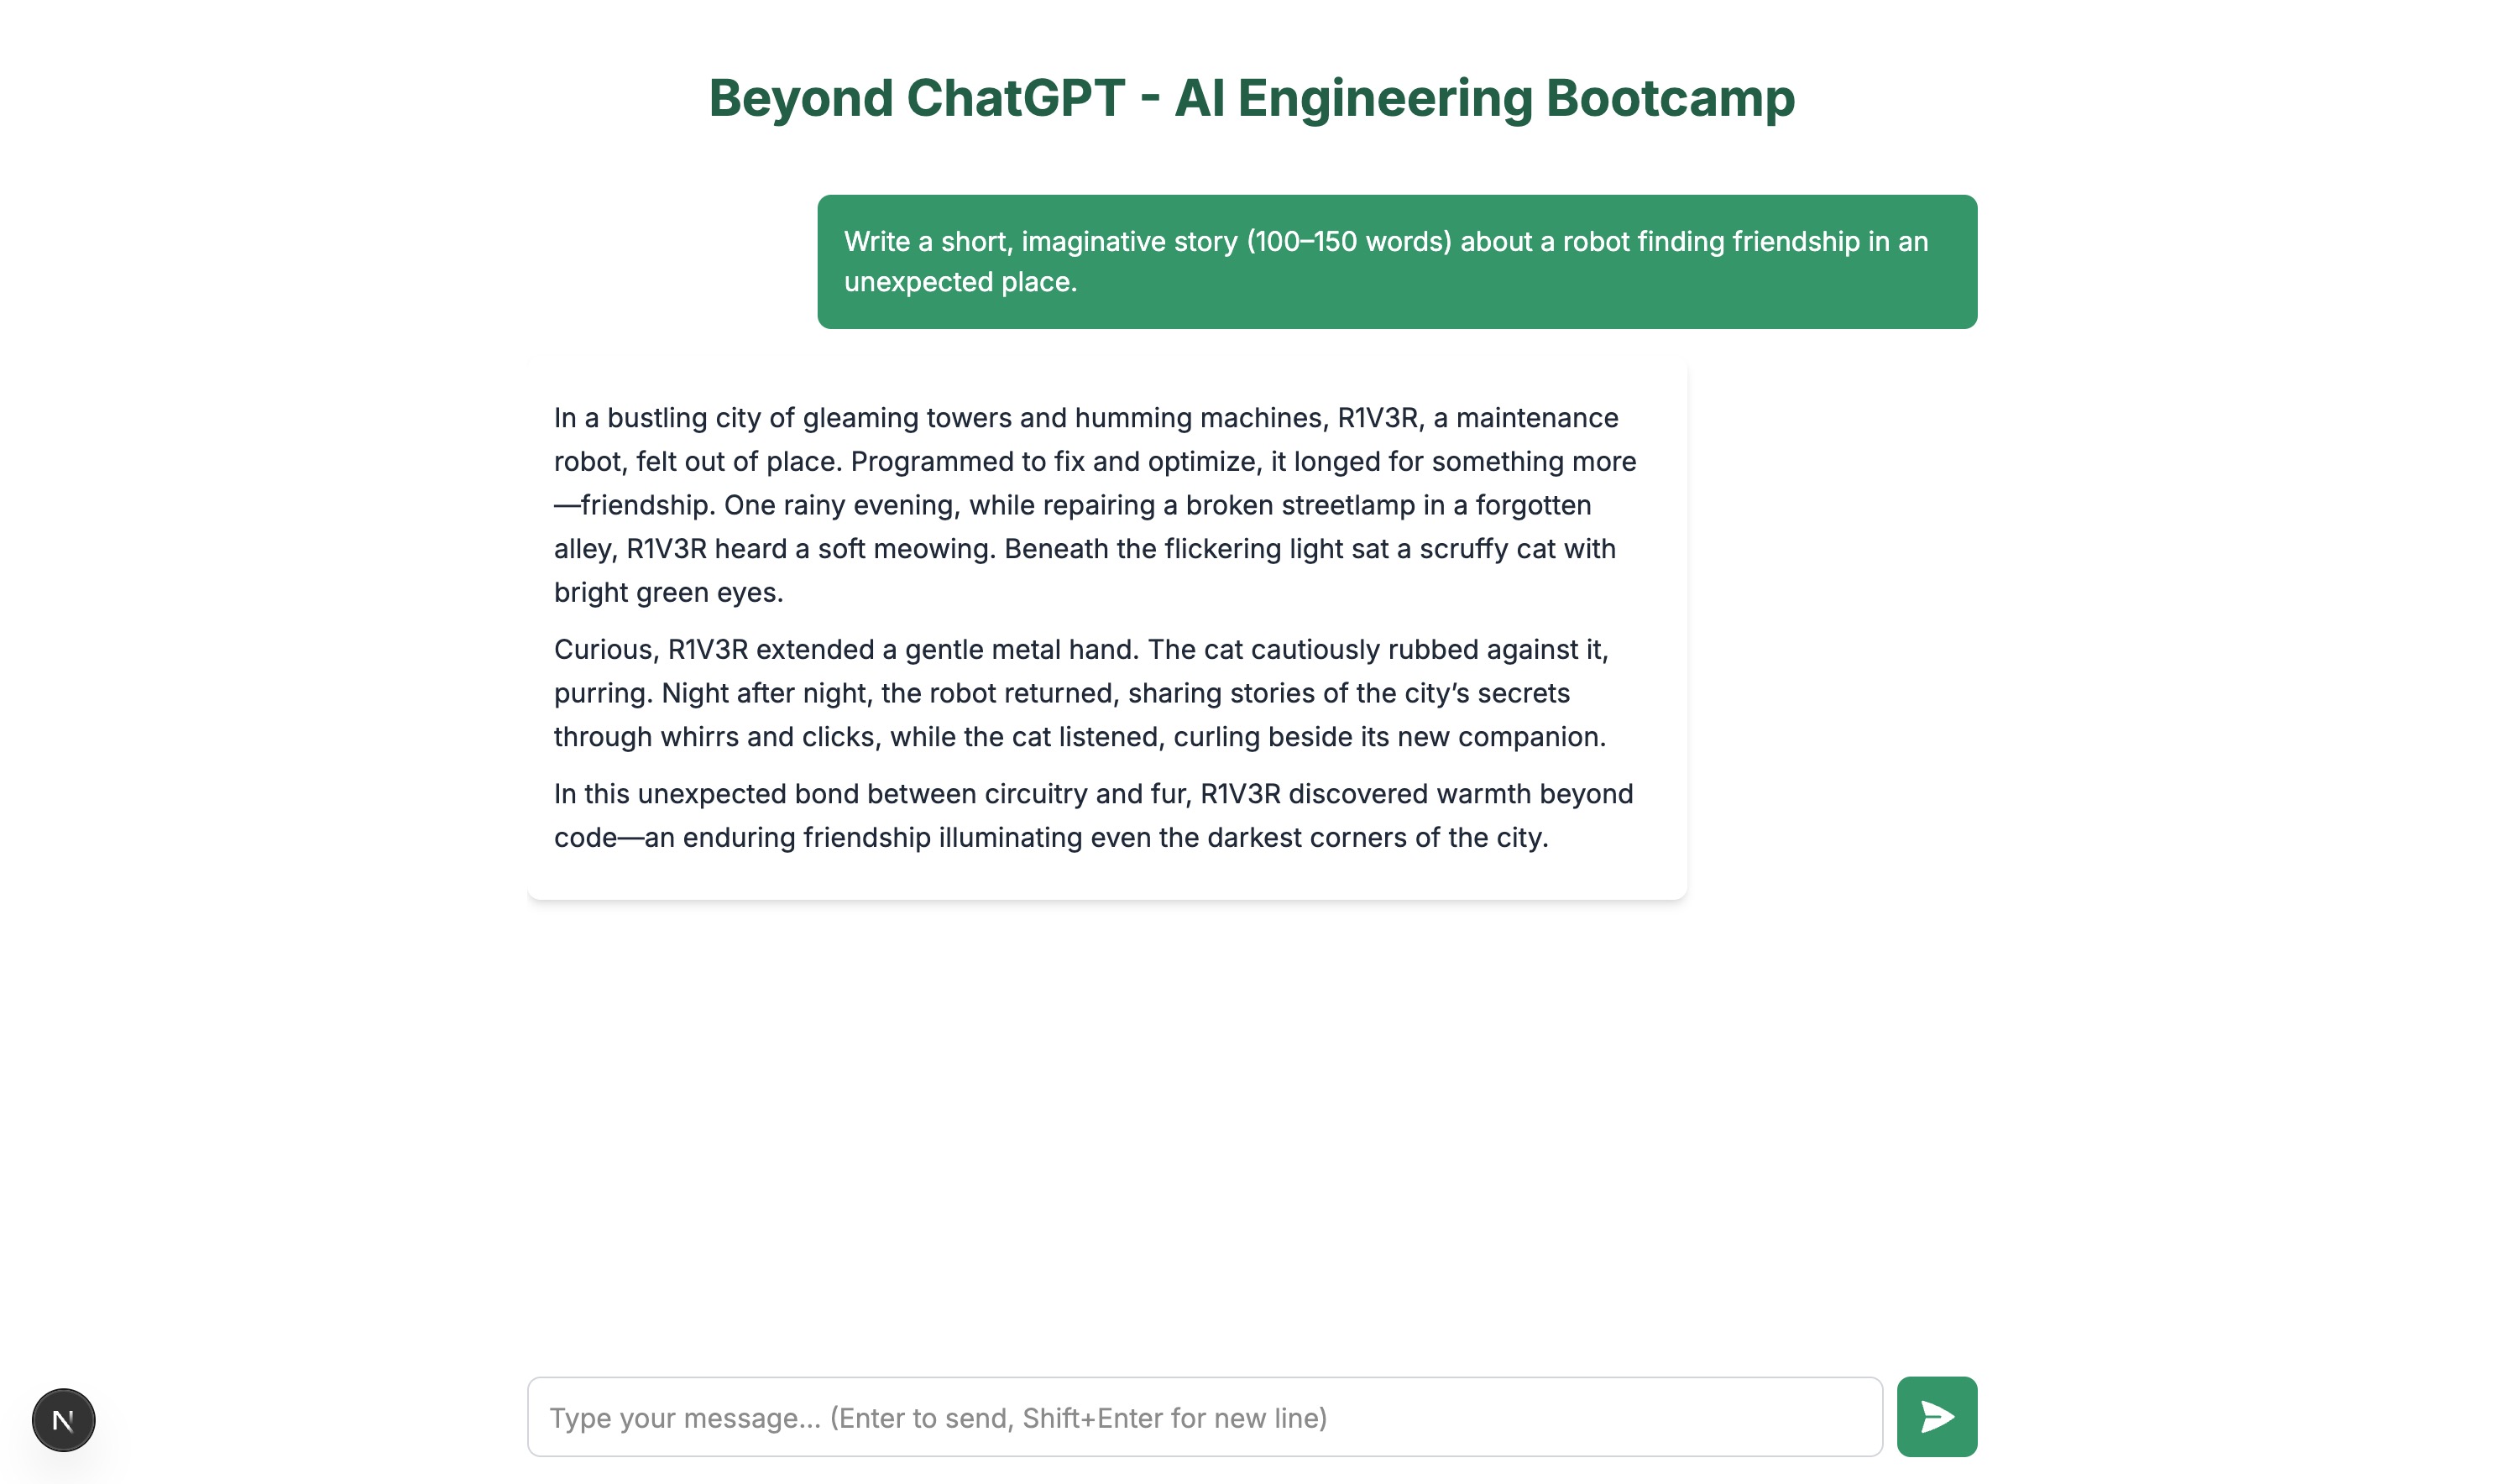 Beyond ChatGPT - AI Engineering Bootcamp
Write a short, imaginative story (100–150 words) about a robot finding friendship in an
unexpected place.
In a bustling city of gleaming towers and humming machines, R1V3R, a maintenance
robot, felt out of place. Programmed to fix and optimize, it longed for something more
—friendship. One rainy evening, while repairing a broken streetlamp in a forgotten
alley, R1V3R heard a soft meowing. Beneath the flickering light sat a scruffy cat with
bright green eyes.
Curious, R1V3R extended a gentle metal hand. The cat cautiously rubbed against it,
purring. Night after night, the robot returned, sharing stories of the city’s secrets
through whirrs and clicks, while the cat listened, curling beside its new companion.
In this unexpected bond between circuitry and fur, R1V3R discovered warmth beyond
code—an enduring friendship illuminating even the darkest corners of the city.
Type your message... (Enter to send, Shift+Enter for new line)
N